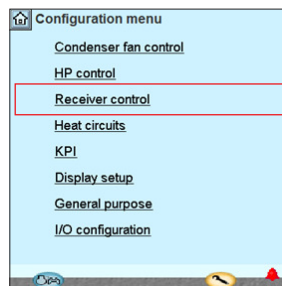 Configuration menu
Condenser fan control
HP control
Receiver control
Heat circuits
KPI
Display setup
General purpose
I/O configuration